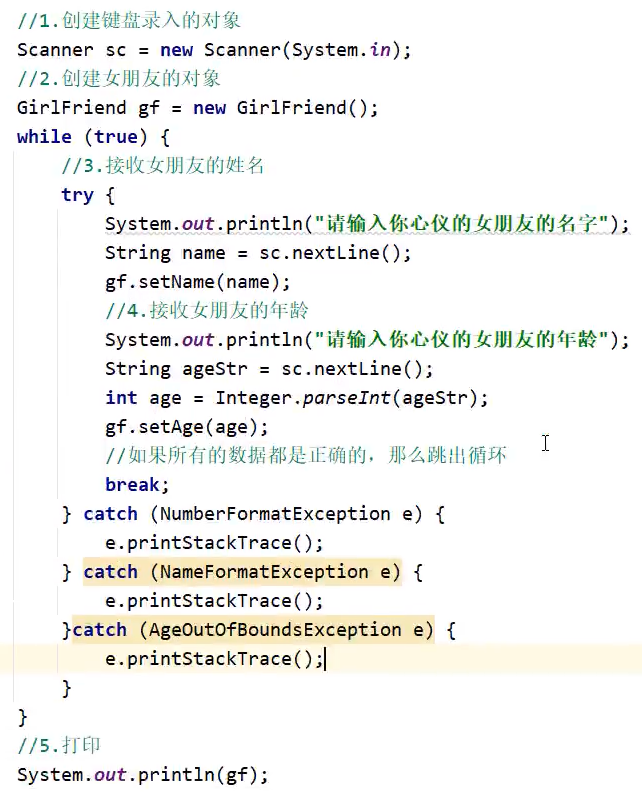 //1.创建键盘录入的对象
Scanner sc = new Scanner(System.in);
//2.创建女朋友的对象
GirlFriend gf = new GirlFriend();
while (true) {
    //3.接收女朋友的姓名
    try {
        System.out.println("请输入你心仪的女朋友的名字");
        String name = sc.nextLine();
        gf.setName(name);
        //4.接收女朋友的年龄
        System.out.println("请输入你心仪的女朋友的年龄");
        String ageStr = sc.nextLine();
        int age = Integer.parseInt(ageStr);
        gf.setAge(age);
        //如果所有的数据都是正确的，那么跳出循环
        break;
    } catch (NumberFormatException e) {
        e.printStackTrace();
    } catch (NameFormatException e) {
        e.printStackTrace();
    }catch (AgeOutOfBoundsException e) {
        e.printStackTrace();
    }
}
//5.打印
System.out.println(gf);